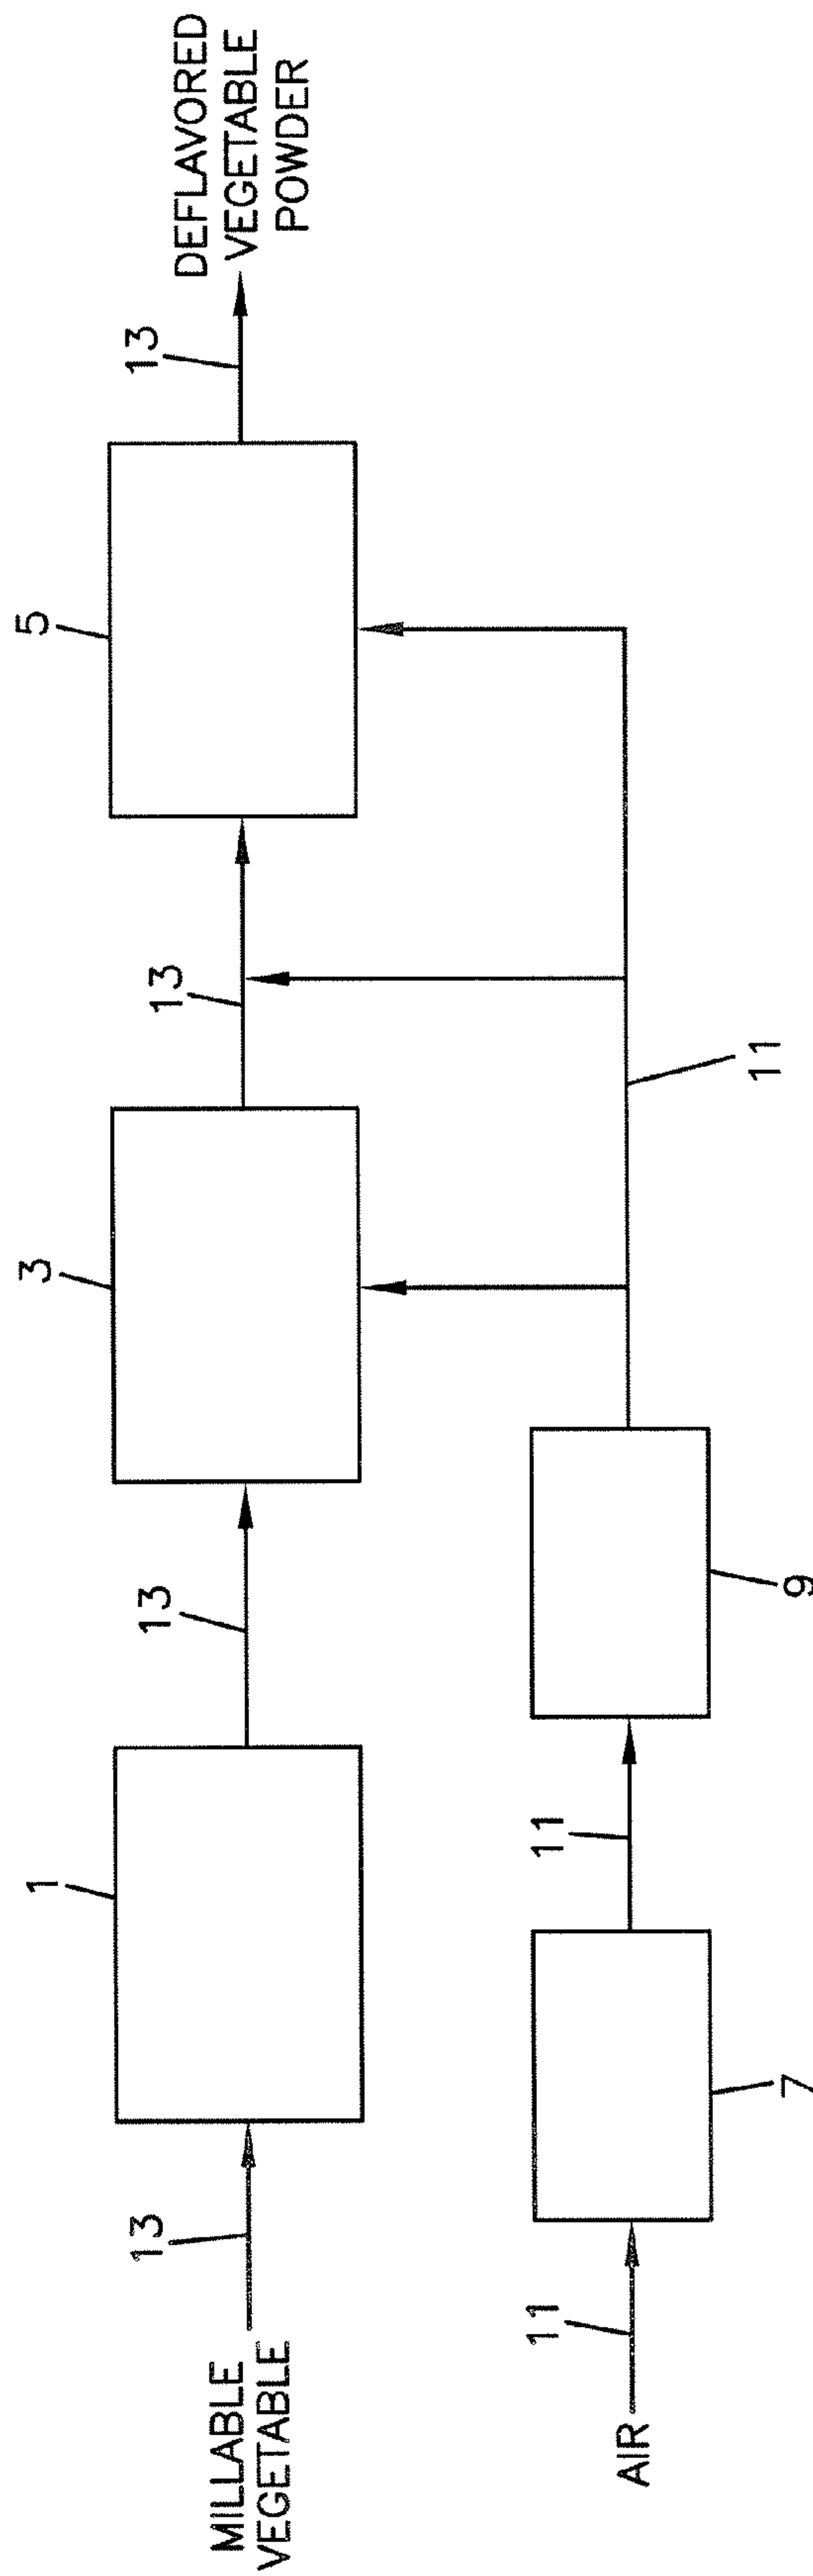 1
3
5
13
13
13
13
MILLABLE
VEGETABLE
DEFLAVORED
VEGETABLE
POWDER
11
11
11
AIR
7
9